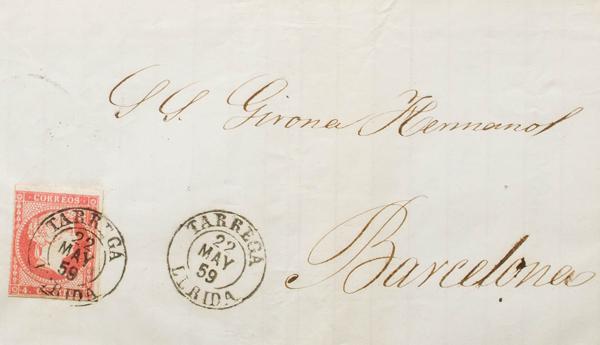 S S. Girona Hermanos
Barcelona
CORREOS
TARREGA
22
MAY
59
LERIDA
TARREGA
22
MAY
59
LERIDA